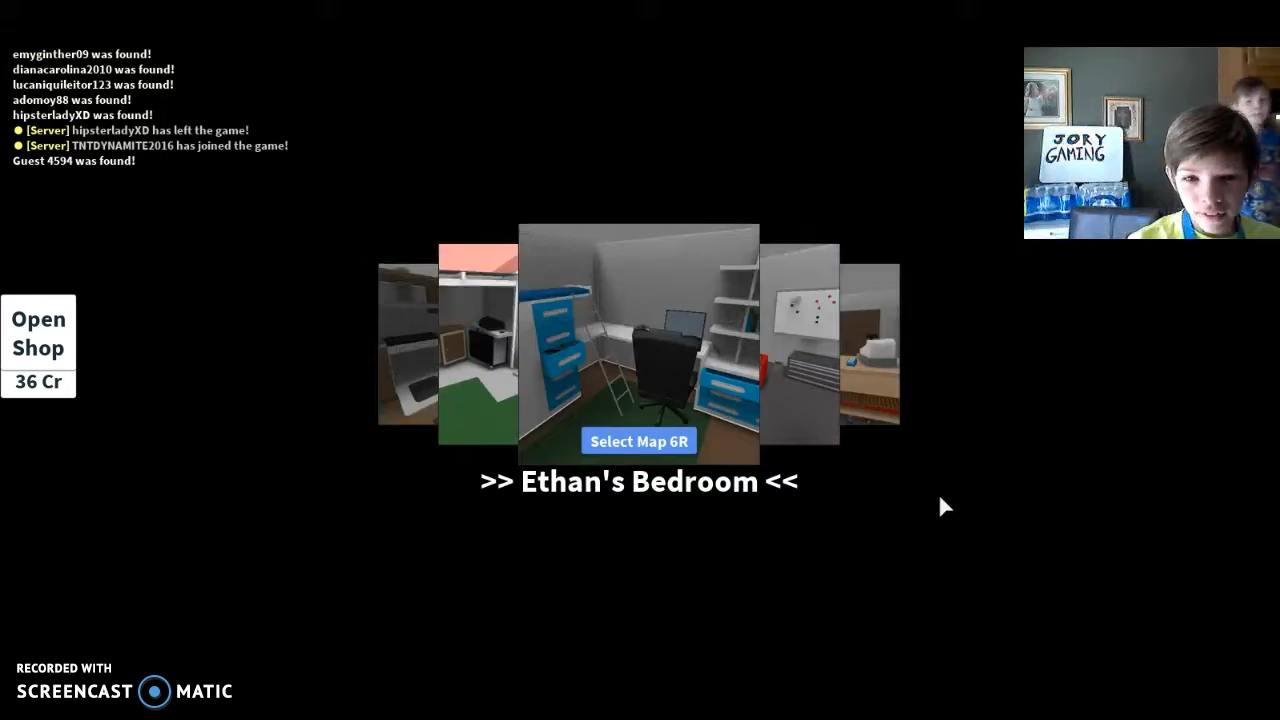 emyginther09 was found!
dianacarolina2010 was found!
lucaniquileitor123 was found!
adomoy88 was found!
hipsterladyXD was found!
[Server] hipsterladyXD has left the game!
[Server] TNTDYNAMITE2016 has joined the game!
Guest 4594 was found!
JORY
GAMING
Open
Shop
36 Cr
Select Map 6R
>> Ethan's Bedroom <<
RECORDED WITH
SCREENCAST MATIC